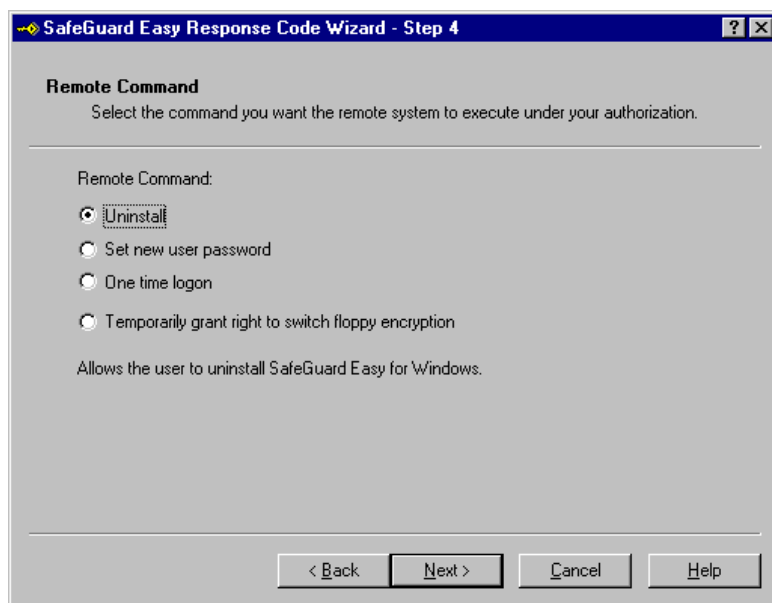 SafeGuard Easy Response Code Wizard - Step 4
Remote Command
Select the command you want the remote system to execute under your authorization.
Remote Command:
Uninstall
Set new user password
One time logon
Temporarily grant right to switch floppy encryption
Allows the user to uninstall SafeGuard Easy for Windows.
< Back Next > Cancel Help